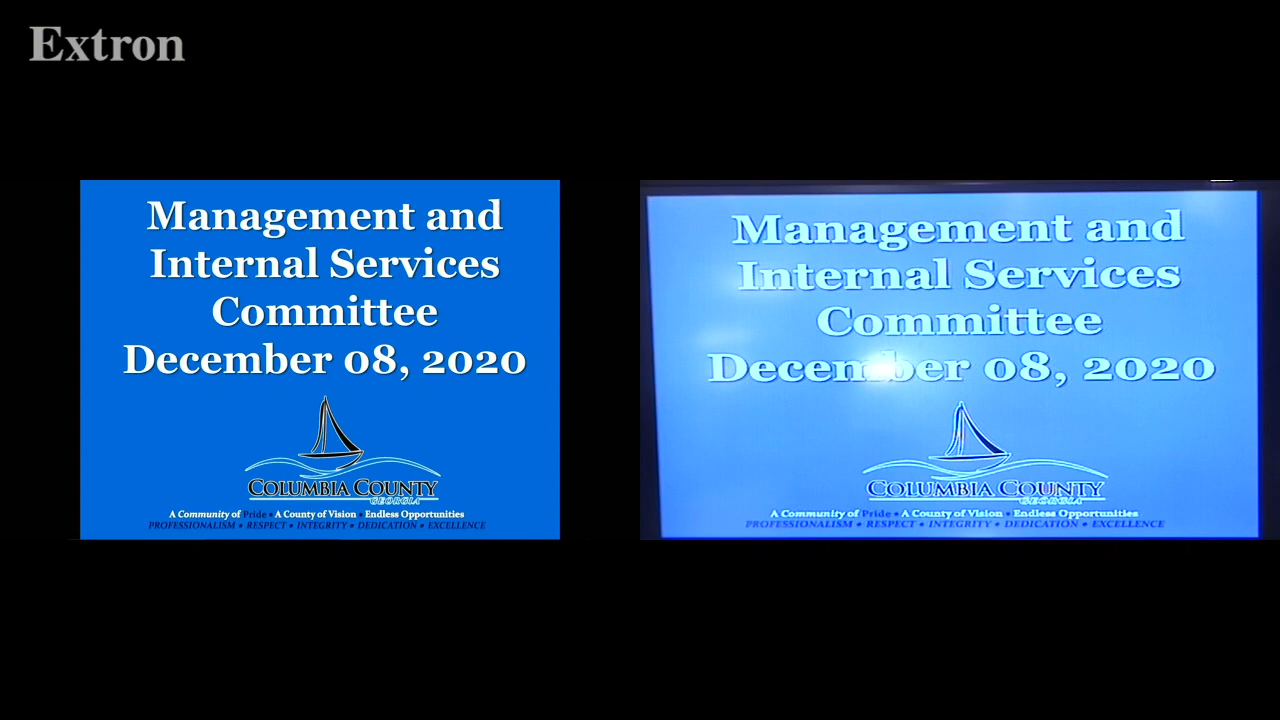 Extron
Management and
Internal Services
Committee
December 08, 2020
COLUMBIA COUNTY
GEORGIA
A Community of Pride • A County of Vision • Endless Opportunities
PROFESSIONALISM • RESPECT • INTEGRITY • DEDICATION • EXCELLENCE
Management and
Internal Services
Committee
December 08, 2020
COLUMBIA COUNTY
GEORGIA
A Community of Pride • A County of Vision • Endless Opportunities
PROFESSIONALISM • RESPECT • INTEGRITY • DEDICATION • EXCELLENCE